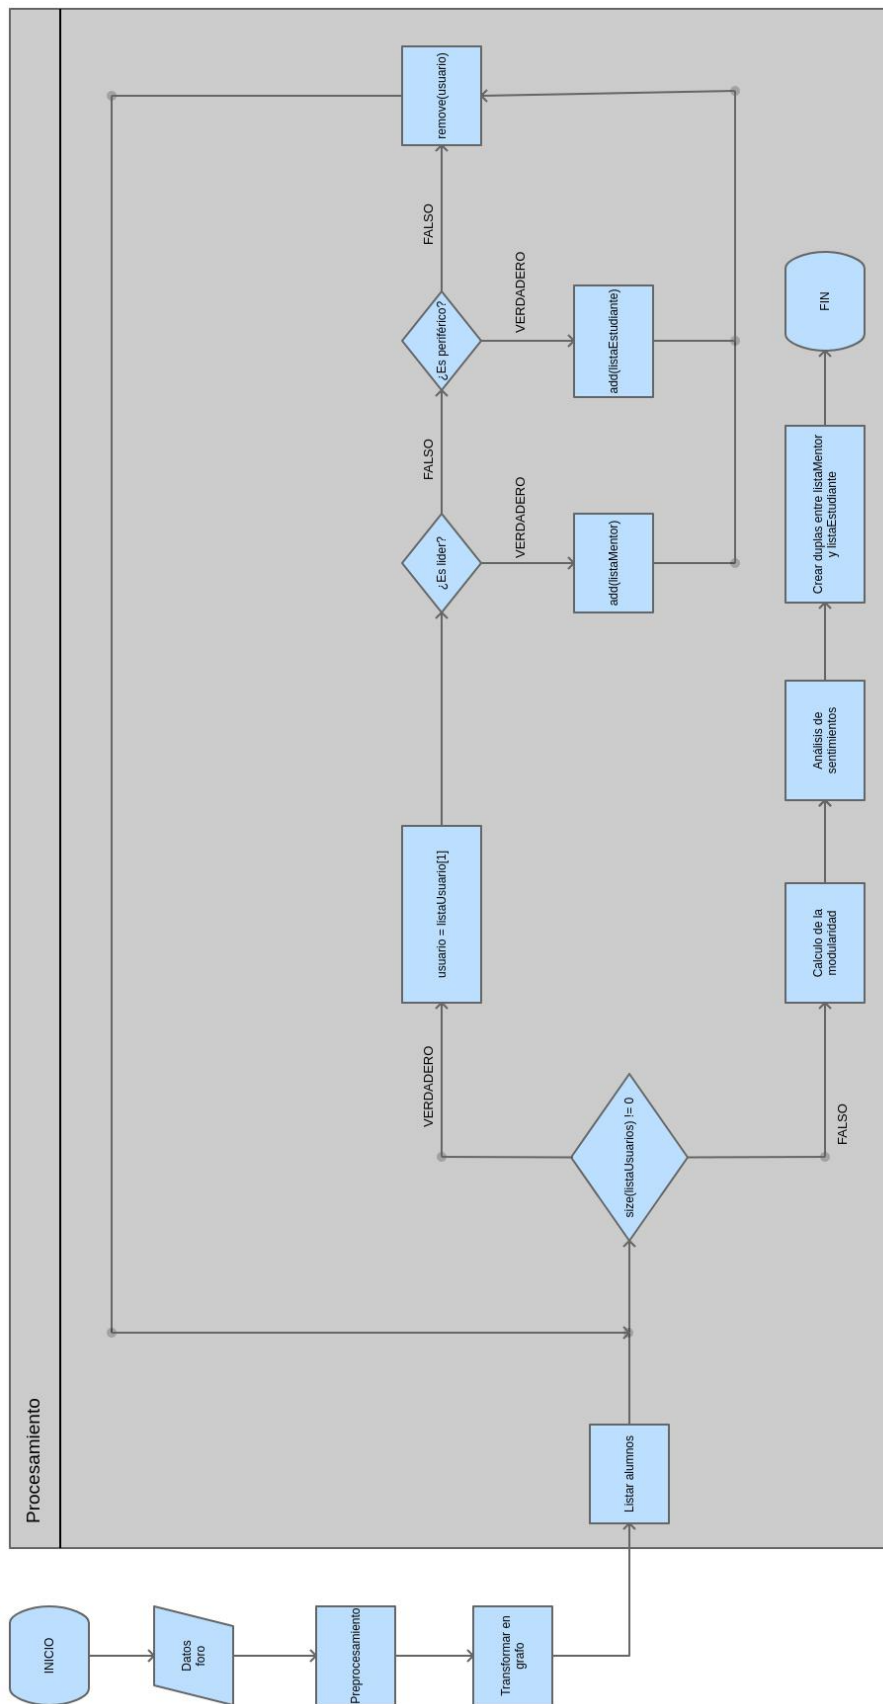 INICIO
Datos
foro
Preprocesamiento
Transformar en
grafo
Procesamiento
Listar alumnos
size(listaUsuarios) != 0
VERDADERO
usuario = listaUsuario[1]
¿Es lider?
FALSO
¿Es periférico?
FALSO
remove(usuario)
VERDADERO
add(listaMentor)
VERDADERO
add(listaEstudiante)
FALSO
Calculo de la
modularidad
Análisis de
sentimientos
Crear duplas entre listaMentor
y listaEstudiante
FIN